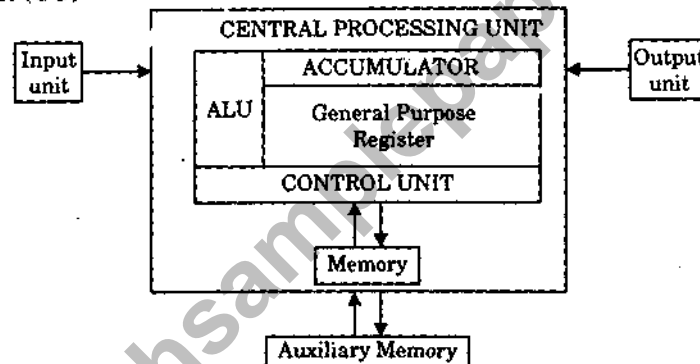 CENTRAL PROCESSING UNIT
Input
unit
ACCUMULATOR
Output
unit
ALU
General Purpose
Register
CONTROL UNIT
Memory
Auxiliary Memory